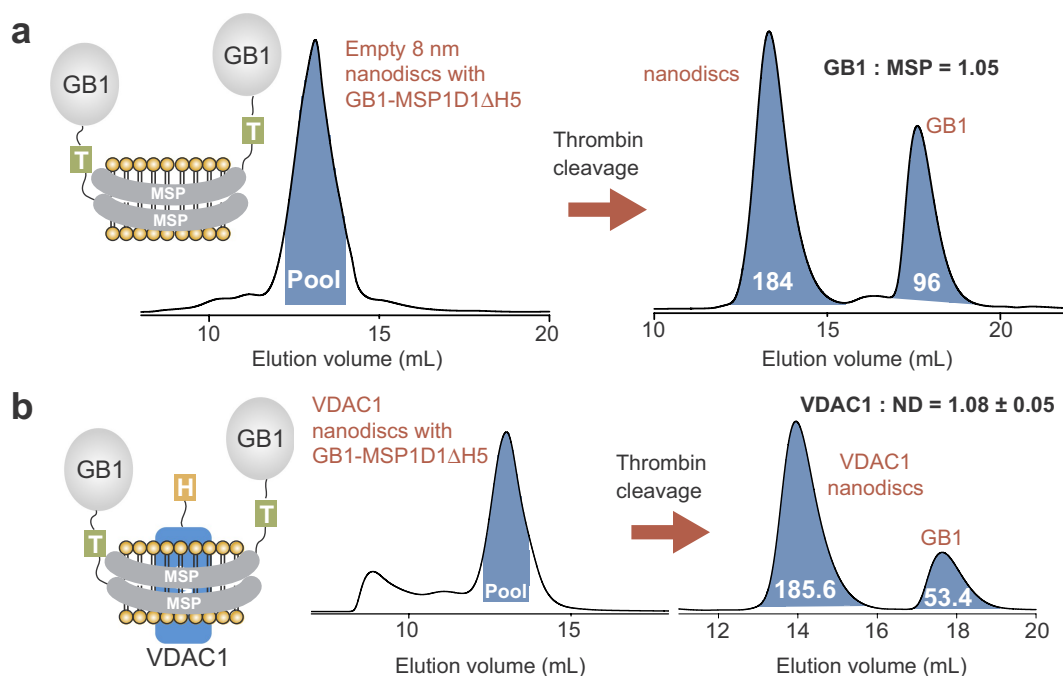 a
GB1
GB1
T
T
MSP
MSP
Empty 8 nm
nanodiscs with
GB1-MSP1D1ΔH5
Pool
10
15
20
Elution volume (mL)
Thrombin
cleavage
nanodiscs
GB1 : MSP = 1.05
GB1
184
96
10
15
20
Elution volume (mL)
b
GB1
GB1
H
T
T
MSP
MSP
VDAC1
VDAC1
nanodiscs with
GB1-MSP1D1ΔH5
Pool
10
15
Elution volume (mL)
Thrombin
cleavage
VDAC1 : ND = 1.08 ± 0.05
VDAC1
nanodiscs
GB1
185.6
53.4
12
14
16
18
20
Elution volume (mL)